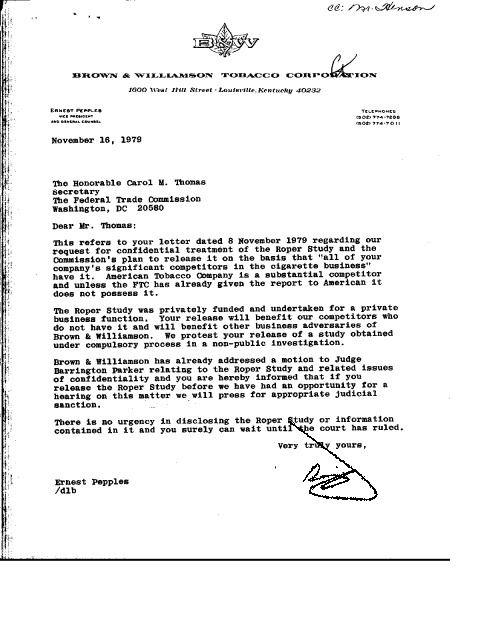 cc: M. Henson
B&W
BROWN & WILLIAMSON TOBACCO CORPORATION
1600 West Hill Street · Louisville, Kentucky 40232
ERNEST PEPPLES
VICE PRESIDENT
AND GENERAL COUNSEL
TELEPHONES
(502) 774-7288
(502) 774-7011
November 16, 1979
The Honorable Carol M. Thomas
Secretary
The Federal Trade Commission
Washington, DC 20580
Dear Mr. Thomas:
This refers to your letter dated 8 November 1979 regarding our
request for confidential treatment of the Roper Study and the
Commission's plan to release it on the basis that "all of your
company's significant competitors in the cigarette business"
have it. American Tobacco Company is a substantial competitor
and unless the FTC has already given the report to American it
does not possess it.
The Roper Study was privately funded and undertaken for a private
business function. Your release will benefit our competitors who
do not have it and will benefit other business adversaries of
Brown & Williamson. We protest your release of a study obtained
under compulsory process in a non-public investigation.
Brown & Williamson has already addressed a motion to Judge
Barrington Parker relating to the Roper Study and related issues
of confidentiality and you are hereby informed that if you
release the Roper Study before we have had an opportunity for a
hearing on this matter we will press for appropriate judicial
sanction.
There is no urgency in disclosing the Roper Study or information
contained in it and you surely can wait until the court has ruled.
Very truly yours,
Ernest Pepples
/dlb